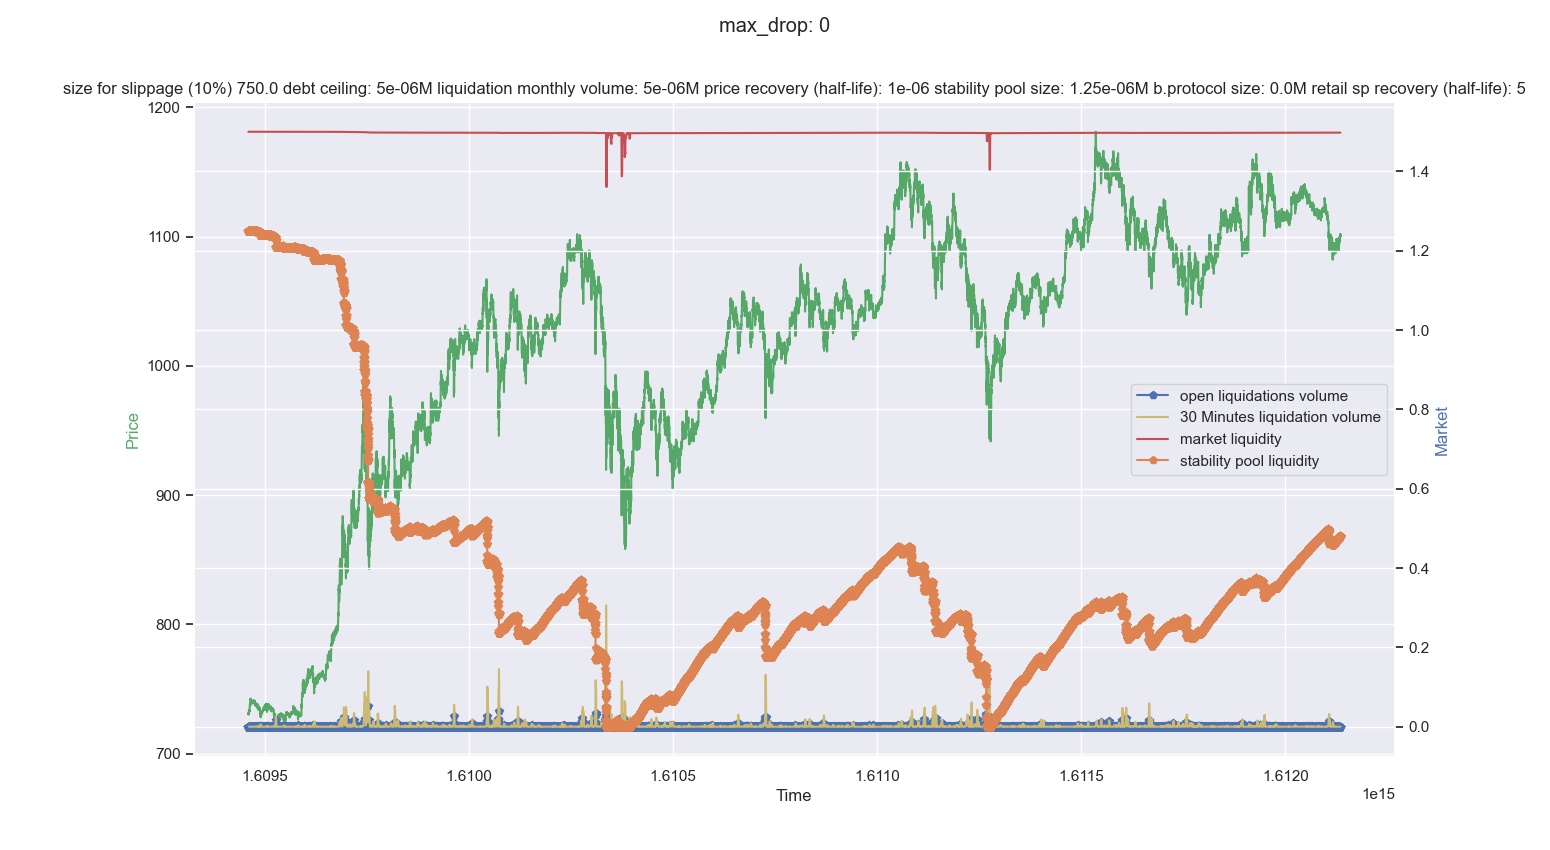 max_drop: 0
size for slippage (10%) 750.0 debt ceiling: 5e-06M liquidation monthly volume: 5e-06M price recovery (half-life): 1e-06 stability pool size: 1.25e-06M b.protocol size: 0.0M retail sp recovery (half-life): 5
1200
1100
1000
900
800
700
Price
1.4
1.2
1.0
0.8
0.6
0.4
0.2
0.0
Market
open liquidations volume
30 Minutes liquidation volume
market liquidity
stability pool liquidity
1.6095 1.6100 1.6105 1.6110 1.6115 1.6120
Time
1e15